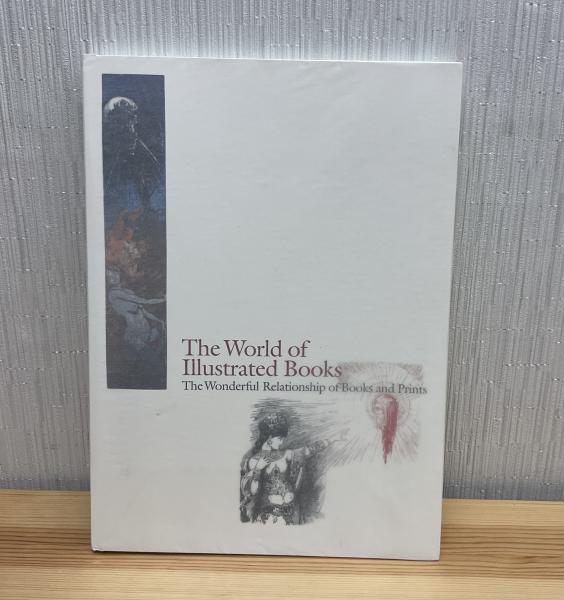 The World of
Illustrated Books
The Wonderful Relationship of Books and Prints